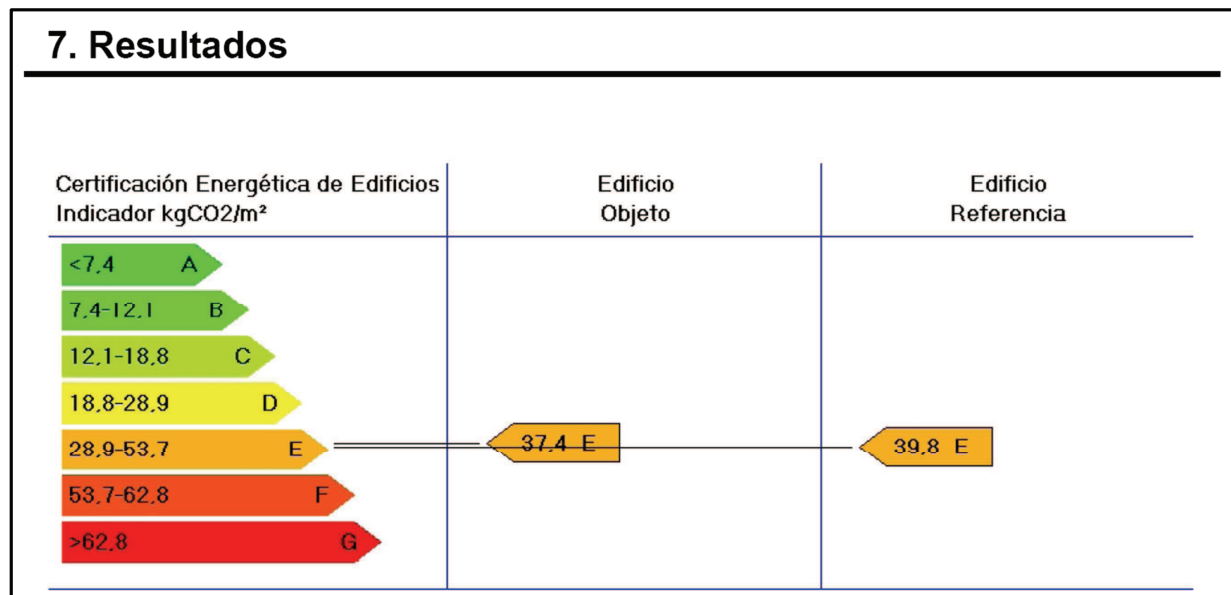 7. Resultados
Certificación Energética de Edificios
Indicador kgCO2/m²
Edificio
Objeto
Edificio
Referencia
<7,4 A
7,4-12,1 B
12,1-18,8 C
18,8-28,9 D
28,9-53,7 E
37,4 E
39,8 E
53,7-62,8 F
>62,8 G